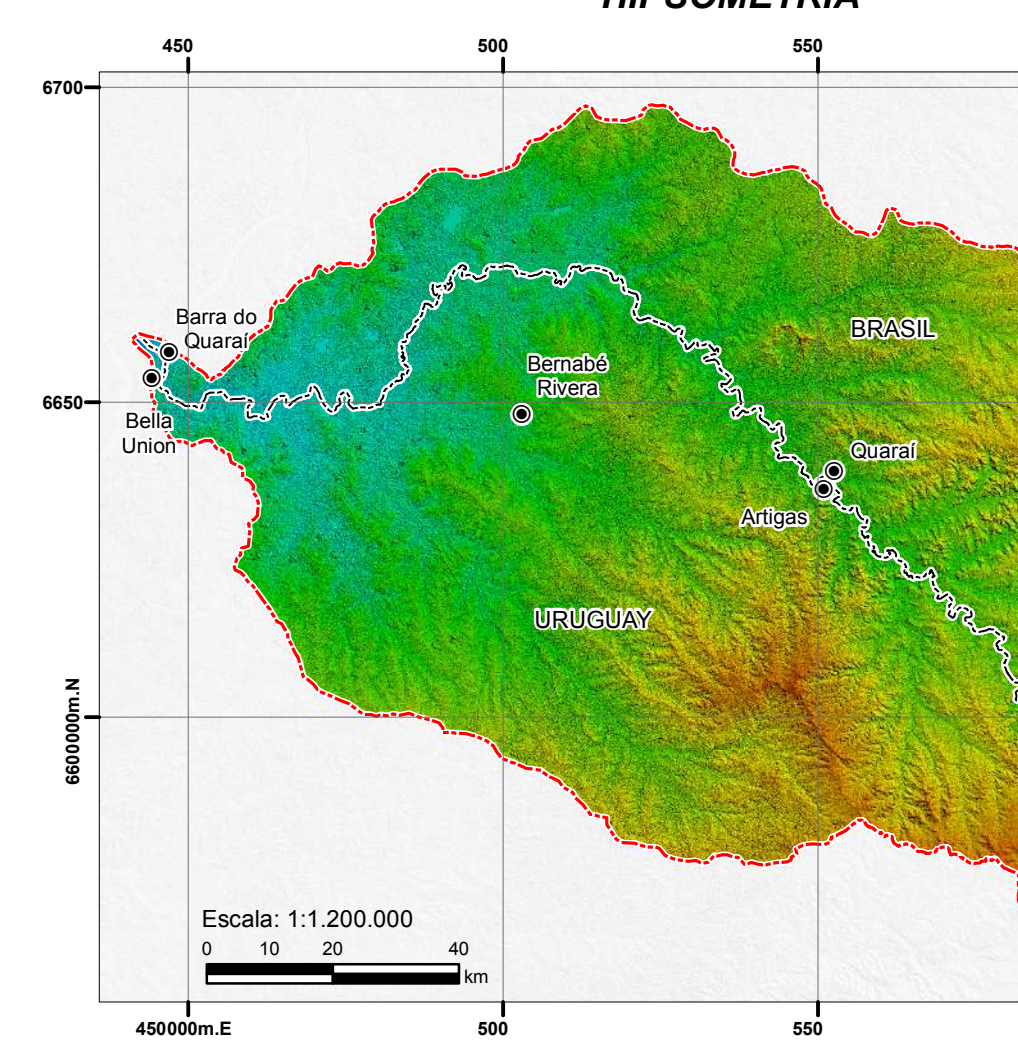 HIPSOMETRIA
450 500 550
6700
Barra do
Quaraí
BRASIL
Bernabé
Rivera
6650
Bella
Union
Quaraí
Artigas
URUGUAY
6600000m.N
Escala: 1:1.200.000
0 10 20 40
km
450000m.E 500 550